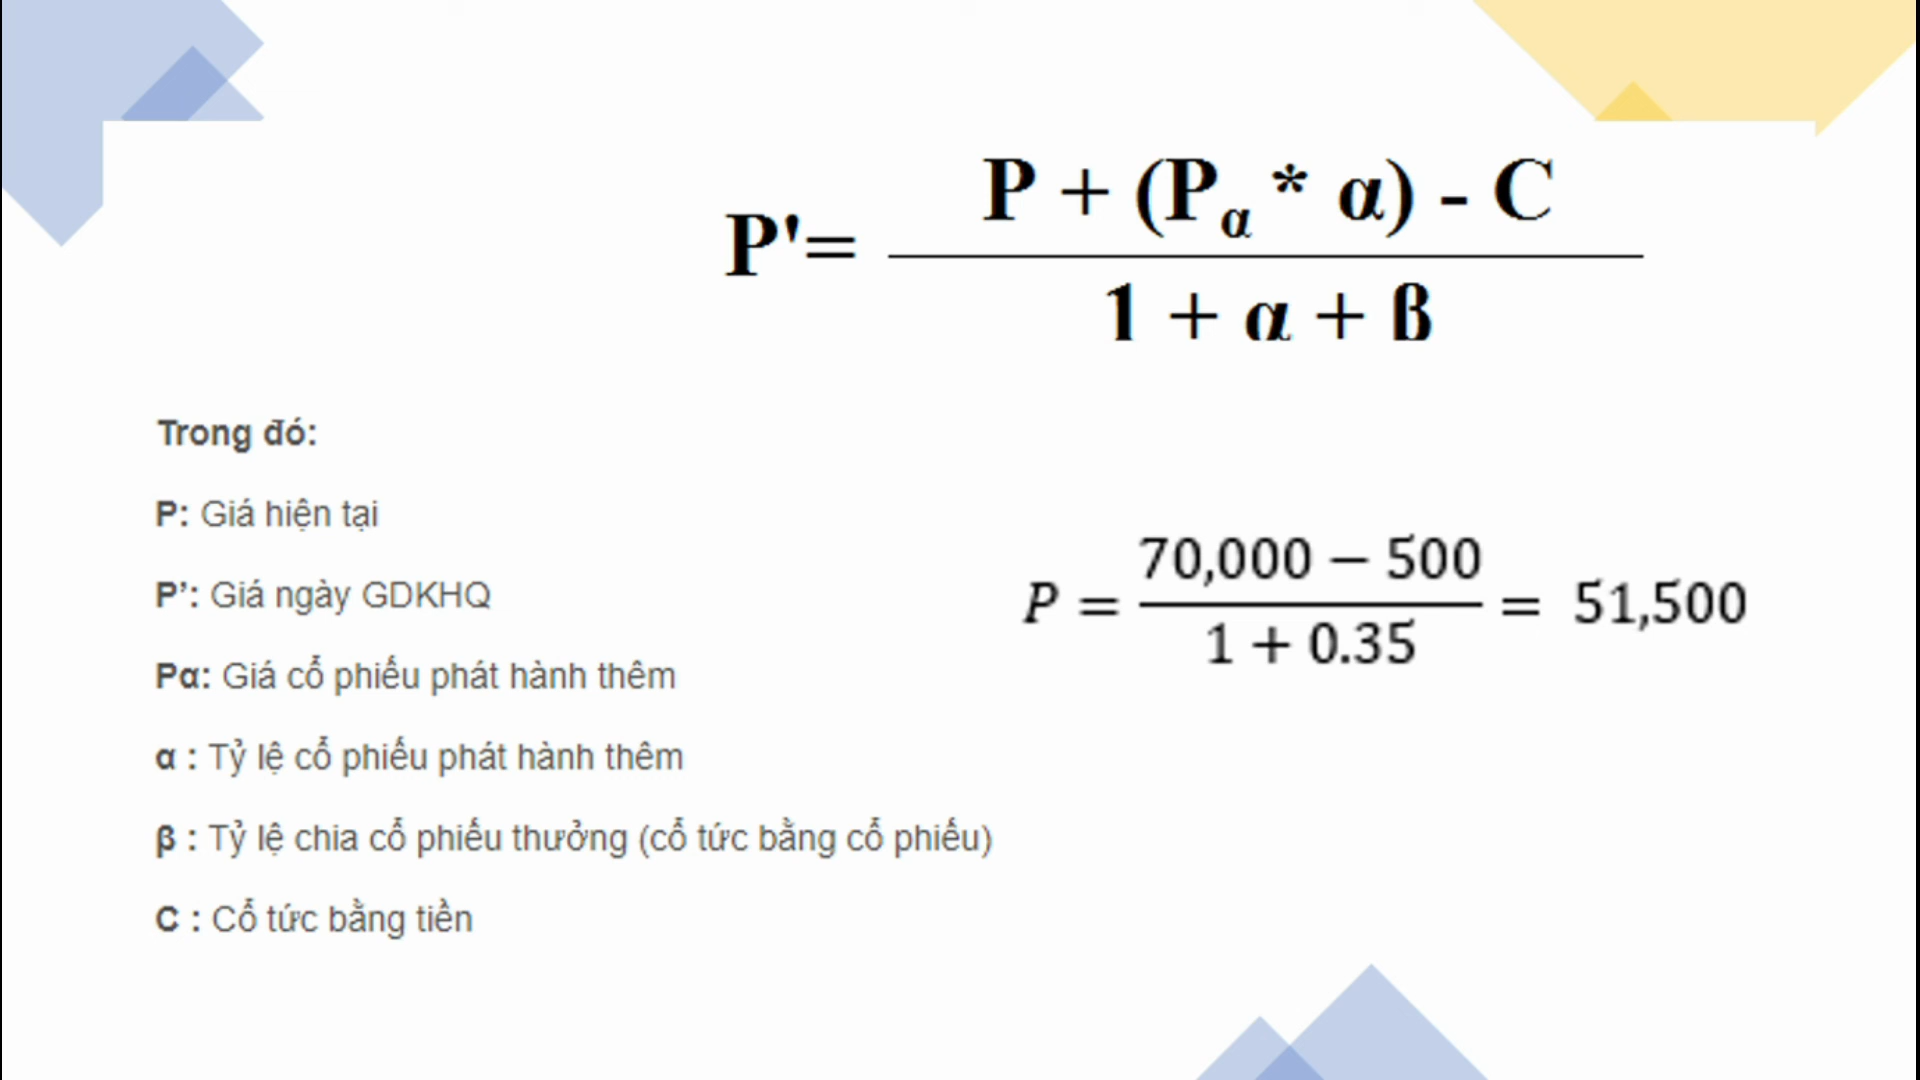 P'= P + (Pα * α) - C
1 + α + ß
Trong đó:
P: Giá hiện tại
P’: Giá ngày GDKHQ
Pα: Giá cổ phiếu phát hành thêm
α : Tỷ lệ cổ phiếu phát hành thêm
β : Tỷ lệ chia cổ phiếu thưởng (cổ tức bằng cổ phiếu)
C : Cổ tức bằng tiền
70,000 − 500
P = = 51,500
1 + 0.35